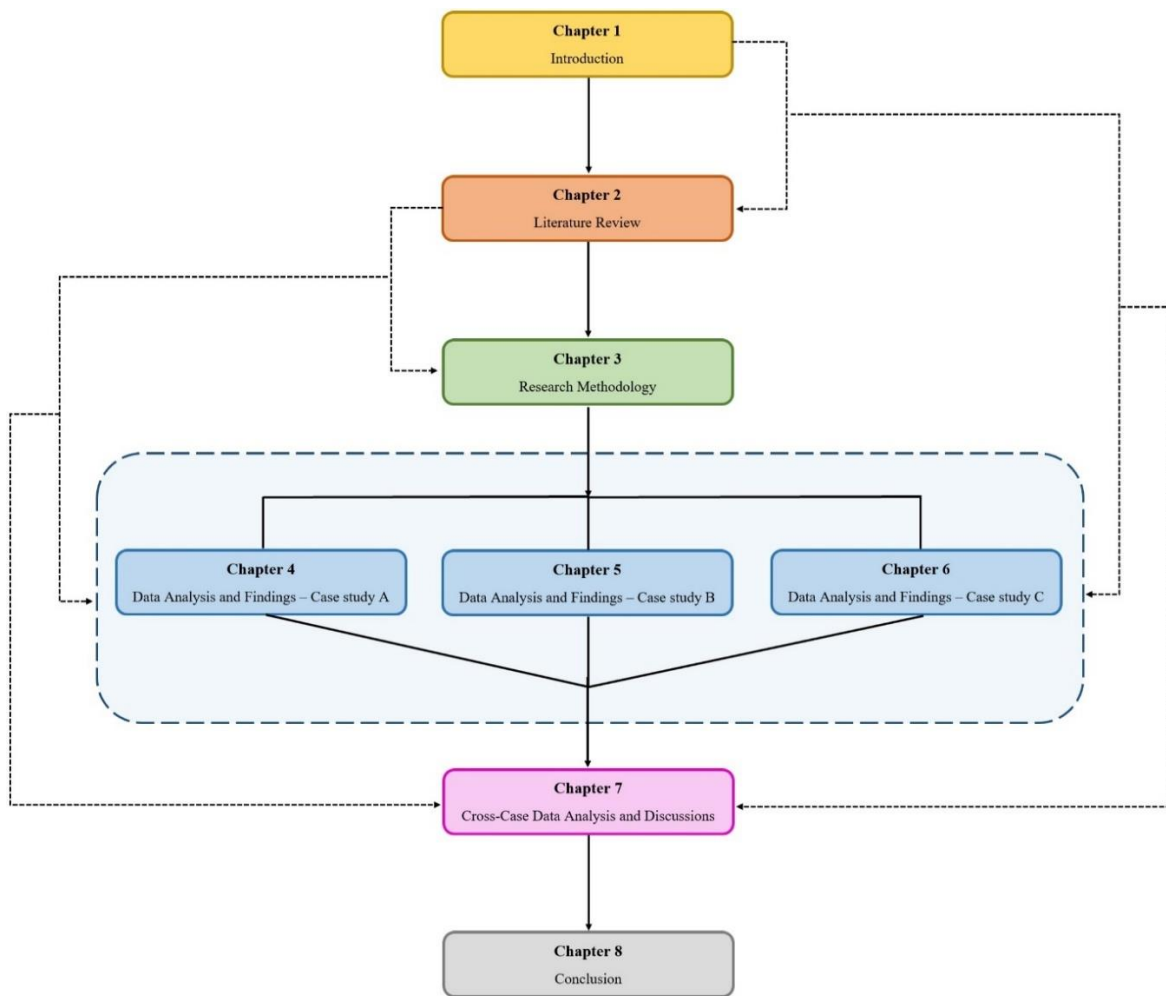 Chapter 1
Introduction
Chapter 2
Literature Review
Chapter 3
Research Methodology
Chapter 4
Data Analysis and Findings – Case study A
Chapter 5
Data Analysis and Findings – Case study B
Chapter 6
Data Analysis and Findings – Case study C
Chapter 7
Cross-Case Data Analysis and Discussions
Chapter 8
Conclusion